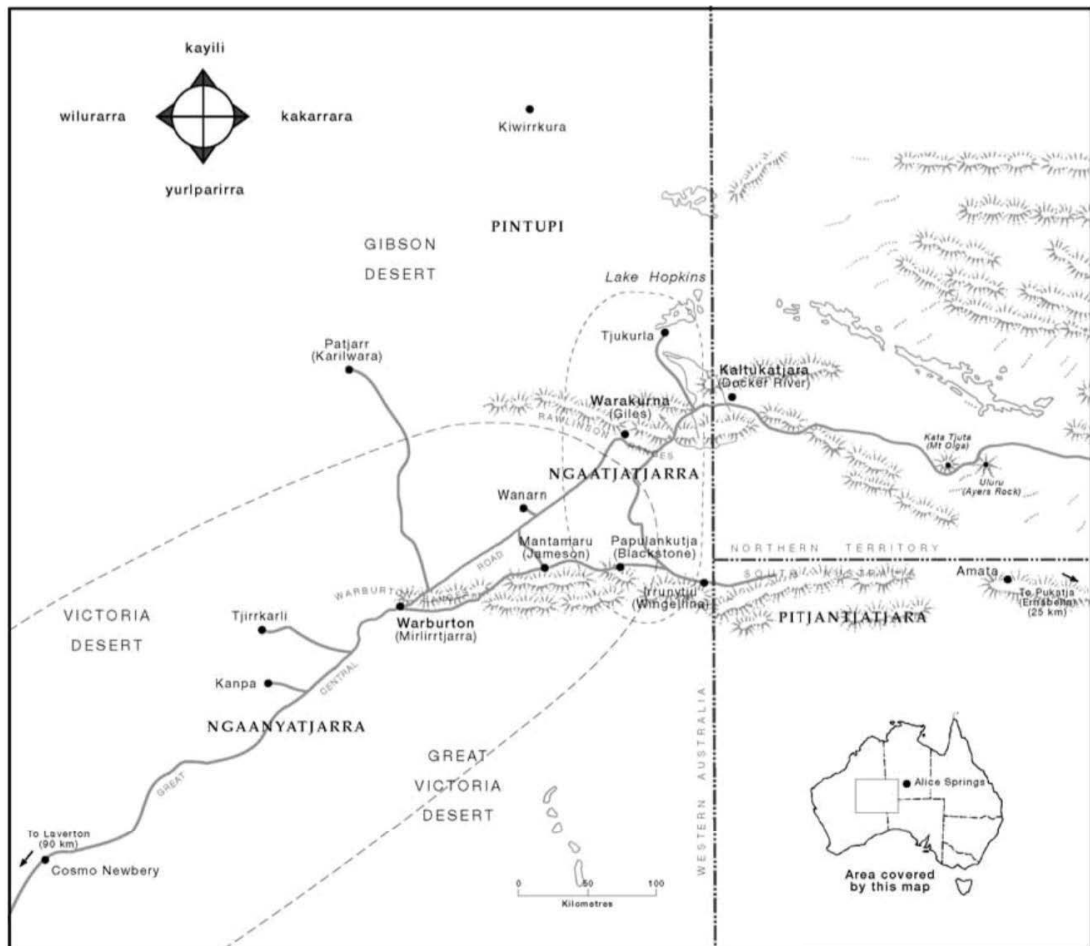 kayili
wilurarra
kakarrara
yurlparirra
Kiwirrkura
PINTUPI
GIBSON
DESERT
Lake Hopkins
Tjukurla
Patjarr
(Karilwara)
Kaltukatjara
(Docker River)
Warakurna
(Giles)
RAWLINSON
RANGES
Kata Tjuta
(Mt Olga)
Uluru
(Ayers Rock)
NGAATJATJARRA
Wanarn
Mantamaru
(Jameson)
Papulankutja
(Blackstone)
ROAD
NORTHERN TERRITORY
SOUTH AUSTRALIA
Amata
To Pukatja
(Ernabella)
(25 km)
Irrunytju
(Wingellina)
WARBURTON
RANGES
Warburton
(Mirlirrtjarra)
PITJANTJATJARA
VICTORIA
DESERT
Tjirrkarli
Kanpa
CENTRAL
NGAANYATJARRA
GREAT
VICTORIA
DESERT
WESTERN AUSTRALIA
GREAT
Alice Springs
To Laverton
(90 km)
Cosmo Newbery
Area covered
by this map
0 50 100
Kilometres